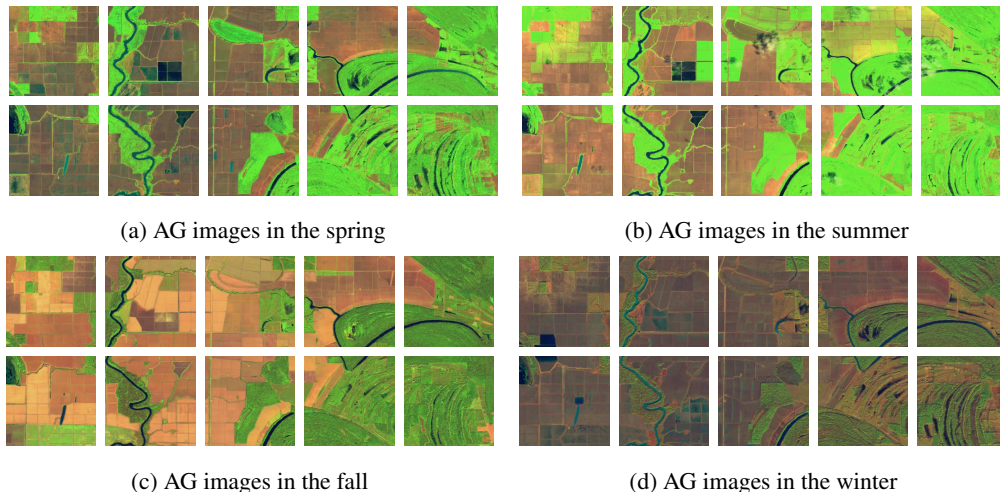 (a) AG images in the spring
(b) AG images in the summer
(c) AG images in the fall
(d) AG images in the winter